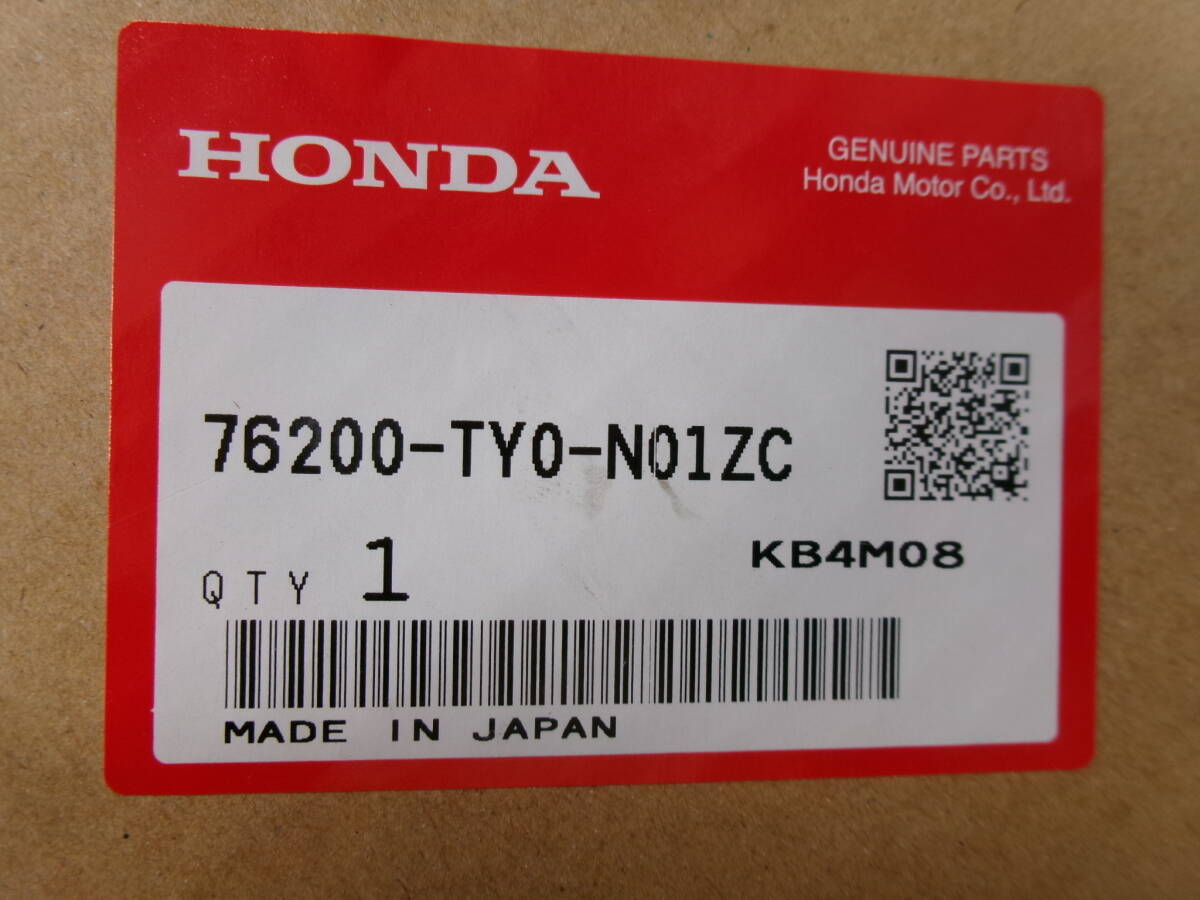 HONDA
GENUINE PARTS
Honda Motor Co., Ltd.
76200-TY0-N01ZC
QTY 1
KB4M08
MADE IN JAPAN